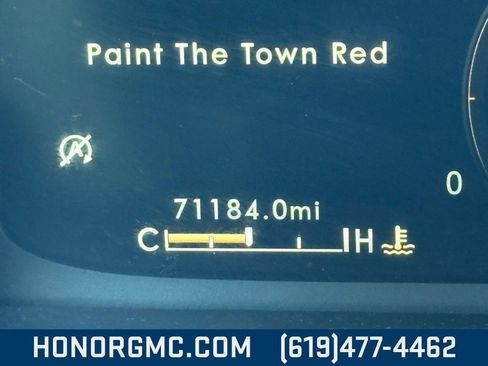 Paint The Town Red
A
0
71184.0mi
C H
HONORGMC.COM (619)477-4462